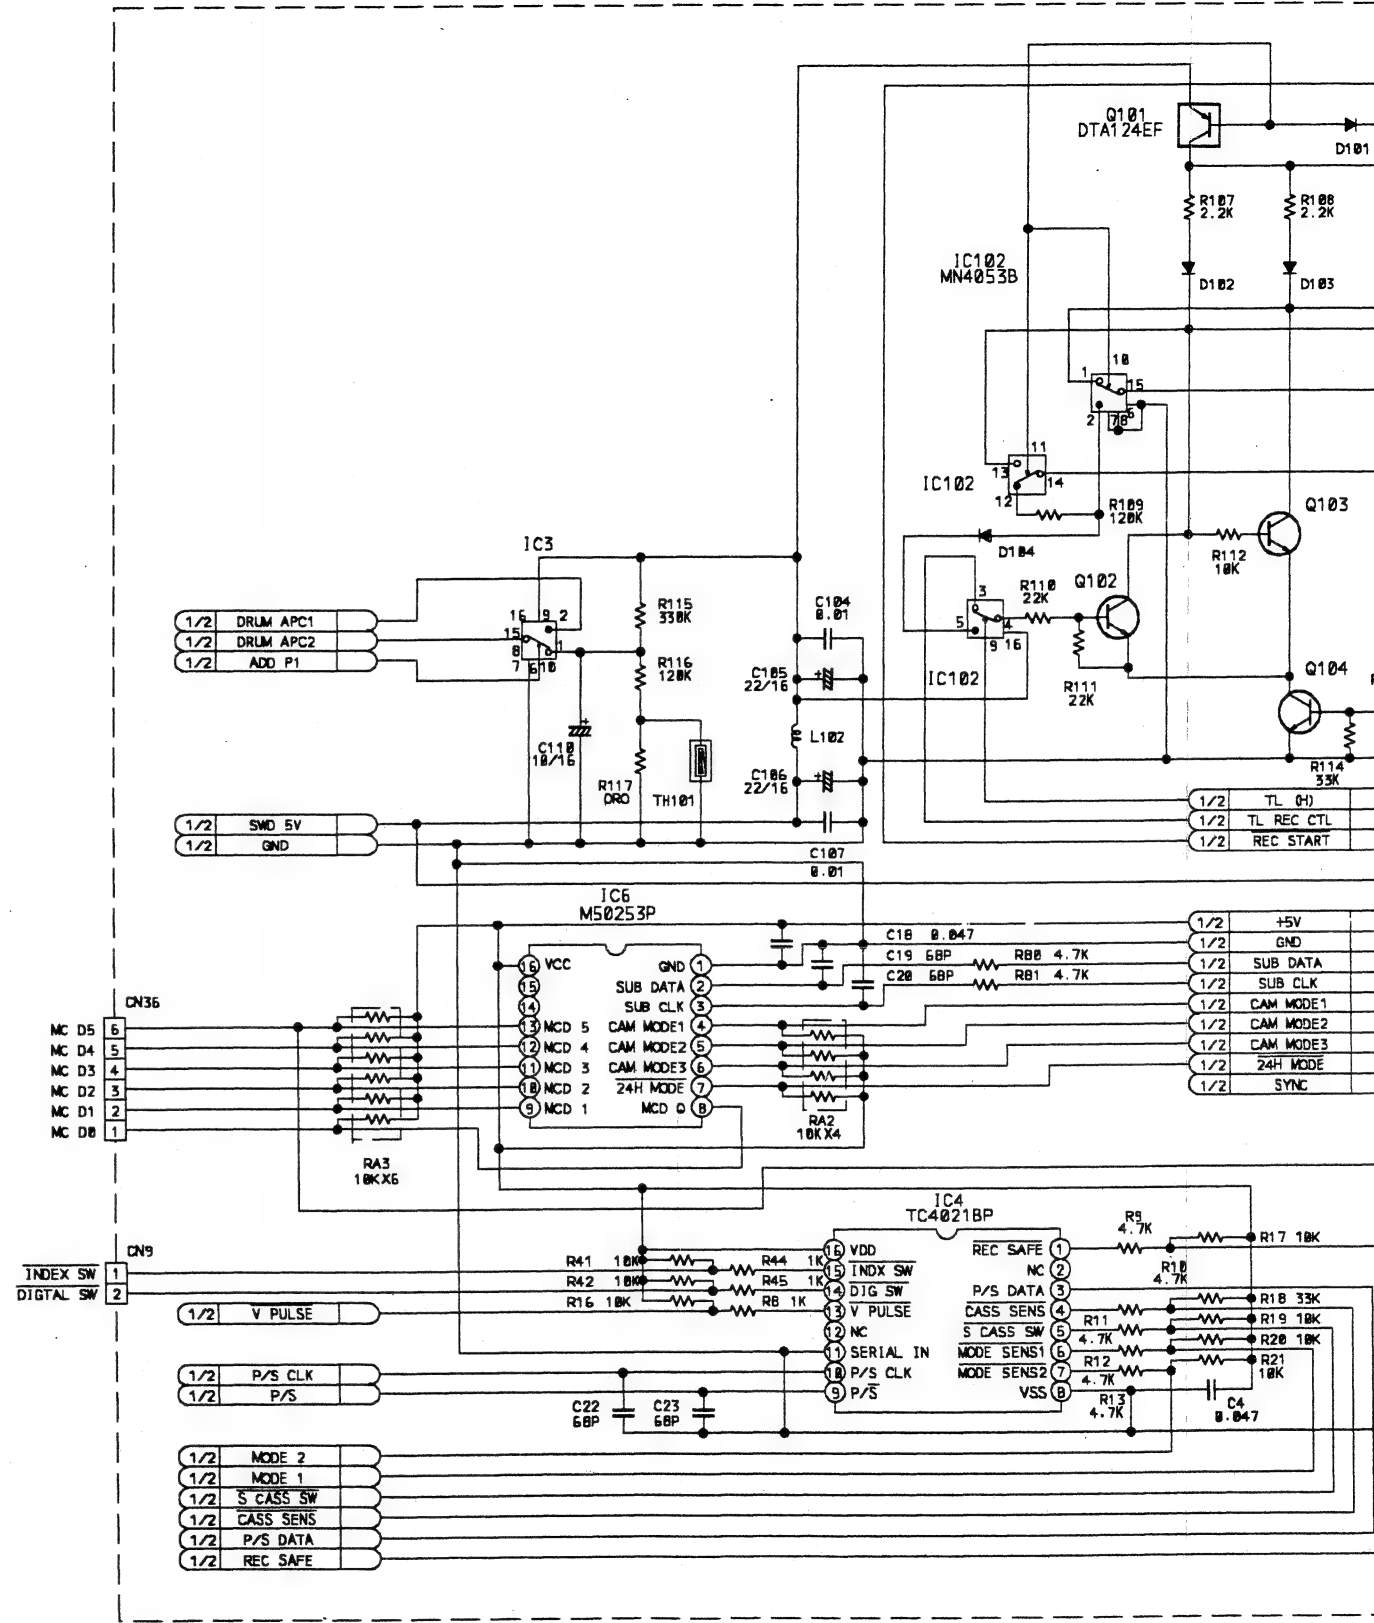 Q101
DTA124EF
D101
R107
2.2K
R108
2.2K
IC102
MN4053B
D102
D103
10
1
15
2
7
8
6
11
13
14
12
IC102
R109
120K
Q103
IC3
D104
R112
10K
3
R110
22K
Q102
5
4
16
9
IC102
R111
22K
Q104
R114
33K
16
9
2
15
8
1
7
6
10
R115
330K
R116
120K
C104
0.01
C105
22/16
L102
C106
22/16
C110
10/16
R117
ORO
TH101
C107
0.01
1/2 DRUM APC1
1/2 DRUM APC2
1/2 ADD P1
1/2 SWD 5V
1/2 GND
1/2 TL (H)
1/2 TL REC CTL
1/2 REC START
IC6
M50253P
16 VCC
15
14
13 MCD 5
12 MCD 4
11 MCD 3
10 MCD 2
9 MCD 1
GND 1
SUB DATA 2
SUB CLK 3
CAM MODE1 4
CAM MODE2 5
CAM MODE3 6
24H MODE 7
MCD 0 8
C18 0.047
C19 68P
C20 68P
R80 4.7K
R81 4.7K
1/2 +5V
1/2 GND
1/2 SUB DATA
1/2 SUB CLK
1/2 CAM MODE1
1/2 CAM MODE2
1/2 CAM MODE3
1/2 24H MODE
1/2 SYNC
CN36
MC D5 6
MC D4 5
MC D3 4
MC D2 3
MC D1 2
MC D0 1
RA3
10KX6
RA2
10KX4
IC4
TC4021BP
16 VDD
15 INDX SW
14 DIG SW
13 V PULSE
12 NC
11 SERIAL IN
10 P/S CLK
9 P/S
REC SAFE 1
NC 2
P/S DATA 3
CASS SENS 4
S CASS SW 5
MODE SENS1 6
MODE SENS2 7
VSS 8
CN9
INDEX SW 1
DIGTAL SW 2
R41 10K
R44 1K
R42 10K
R45 1K
R16 10K
R8 1K
R9
4.7K
R17 10K
R10
4.7K
R18 33K
R11
4.7K
R19 10K
R20 10K
R12
4.7K
R21
10K
R13
4.7K
C4
0.047
1/2 V PULSE
1/2 P/S CLK
1/2 P/S
C22
68P
C23
68P
1/2 MODE 2
1/2 MODE 1
1/2 S CASS SW
1/2 CASS SENS
1/2 P/S DATA
1/2 REC SAFE